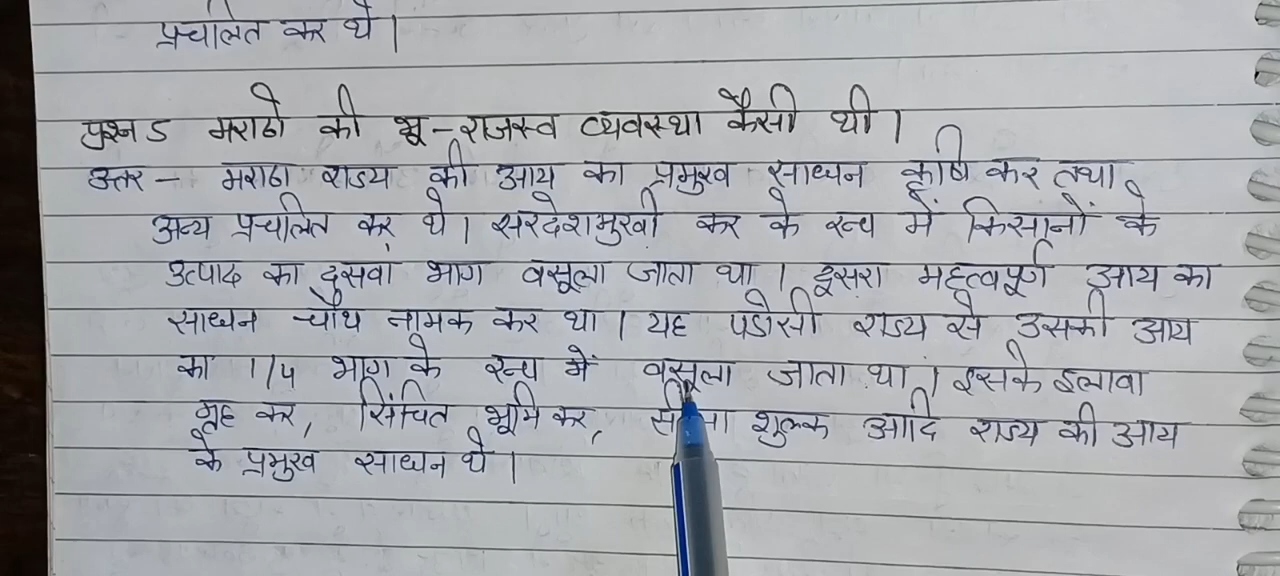 प्रचलित कर थे।
प्रश्न 5 मराठो की भू-राजस्व व्यवस्था कैसी थी।
उत्तर - मराठा राज्य की आय का प्रमुख साधन कृषि कर तथा
अन्य प्रचलित कर थे। सरदेशमुखी कर के रूप में किसानों के
उत्पाद का दसवां भाग वसूला जाता था। दूसरा महत्वपूर्ण आय का
साधन चौथ नामक कर था। यह पडोसी राज्य से उसकी आय
का 1/4 भाग के रूप में वसूला जाता था। इसके इलावा
गृह कर, सिंचित भूमि कर, शुल्क आदि राज्य की आय
के प्रमुख साधन थे।